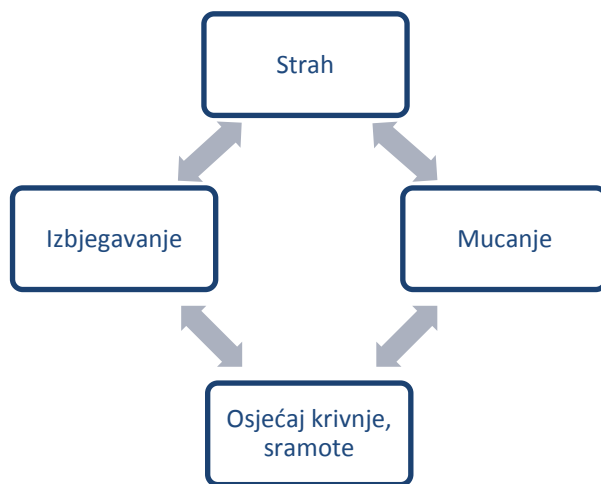 Strah
Izbjegavanje
Mucanje
Osjećaj krivnje,
sramote